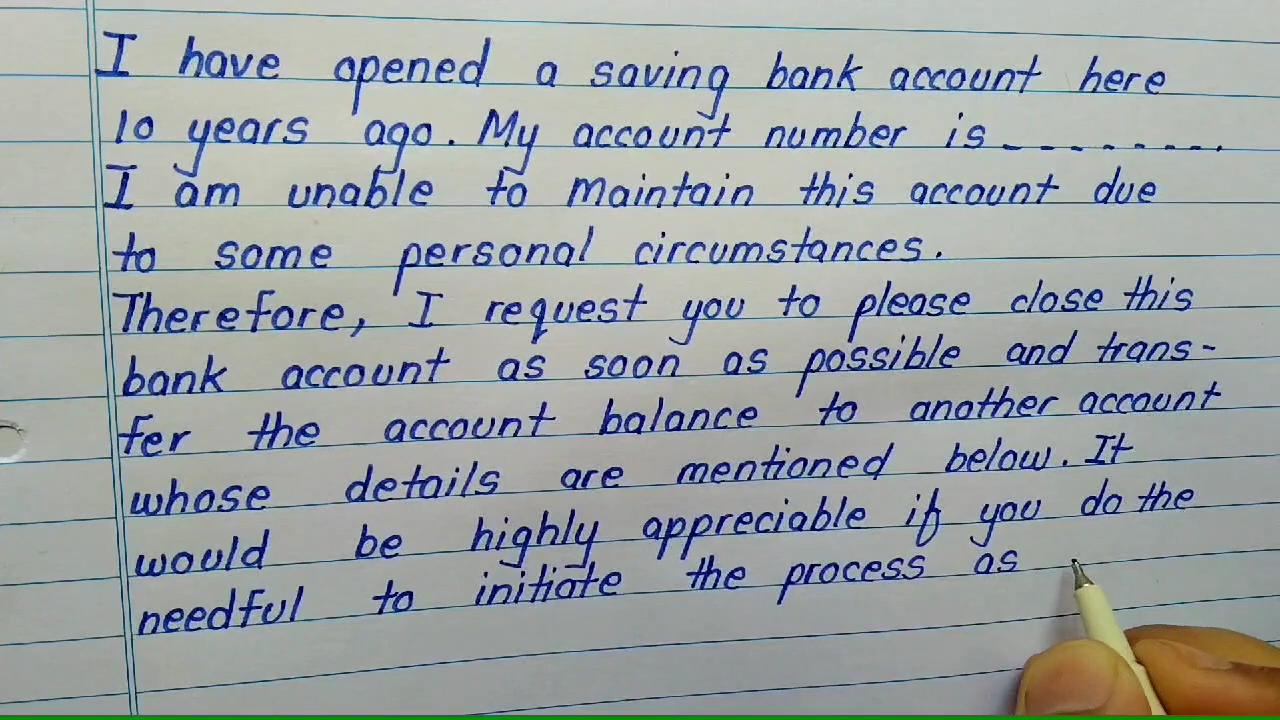 I have opened a saving bank account here
10 years ago. My account number is _ _ _ _ _ _ _ _.
I am unable to maintain this account due
to some personal circumstances.
Therefore, I request you to please close this
bank account as soon as possible and trans-
fer the account balance to another account
whose details are mentioned below. It
would be highly appreciable if you do the
needful to initiate the process as